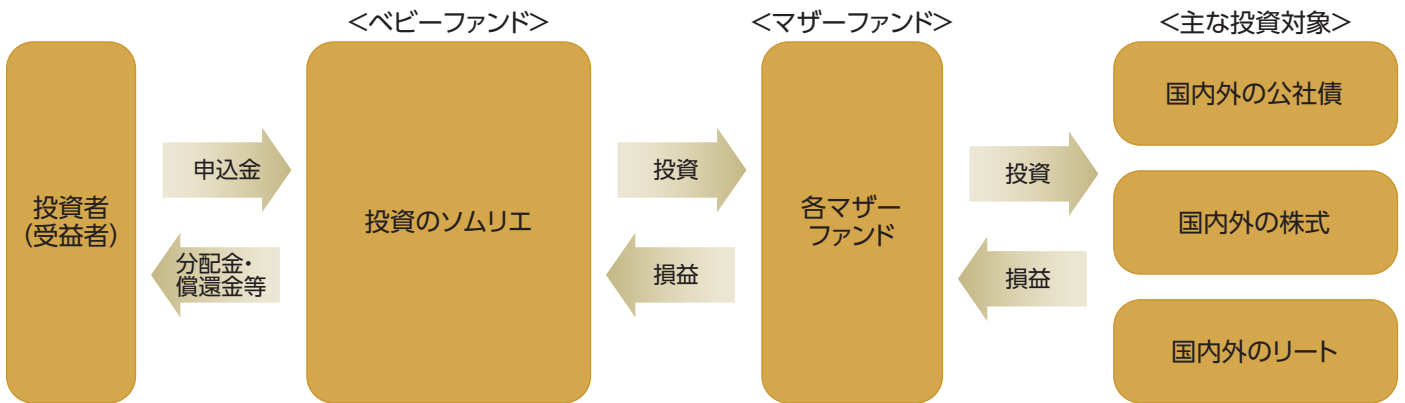 ＜ベビーファンド＞
＜マザーファンド＞
＜主な投資対象＞
投資者
（受益者）
申込金
分配金・
償還金等
投資のソムリエ
投資
損益
各マザー
ファンド
投資
損益
国内外の公社債
国内外の株式
国内外のリート